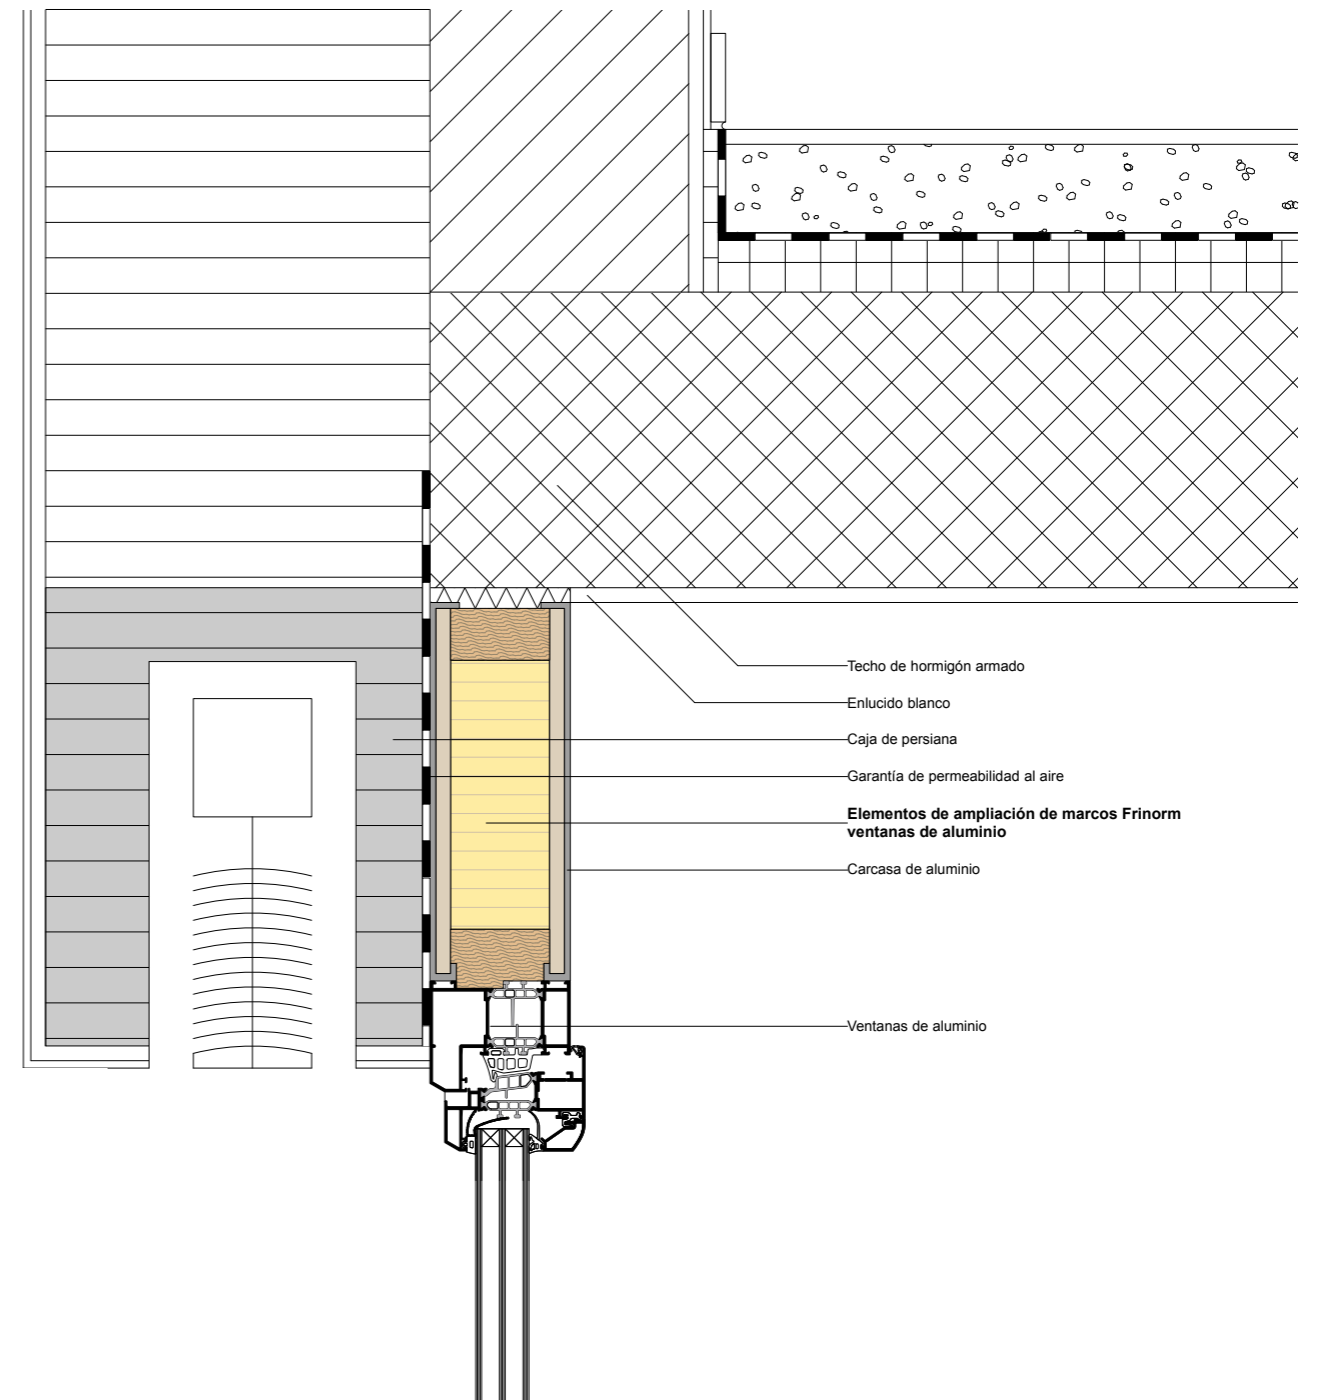 Techo de hormigón armado
Enlucido blanco
Caja de persiana
Garantía de permeabilidad al aire
Elementos de ampliación de marcos Frinorm
ventanas de aluminio
Carcasa de aluminio
Ventanas de aluminio